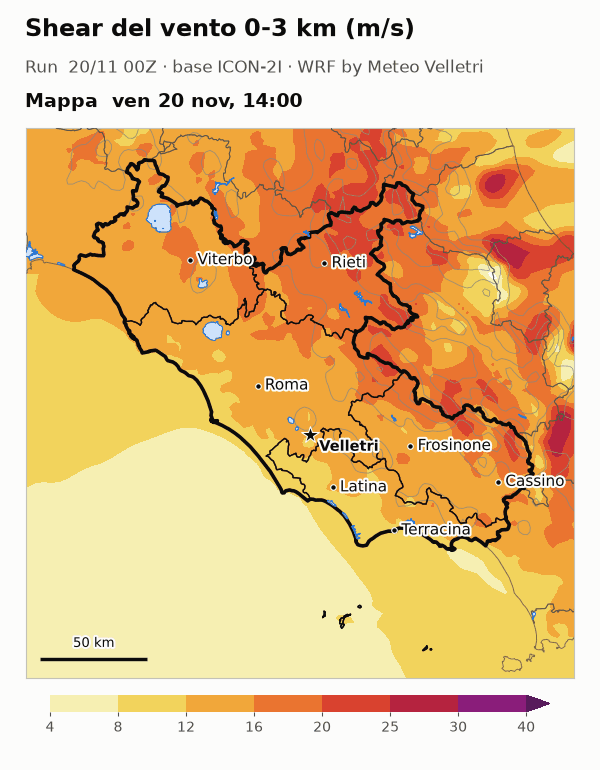 Shear del vento 0-3 km (m/s)
Run  20/11 00Z · base ICON-2I · WRF by Meteo Velletri
Mappa  ven 20 nov, 14:00
Viterbo
Rieti
Roma
Velletri
Frosinone
Cassino
Latina
Terracina
50 km
4 8 12 16 20 25 30 40